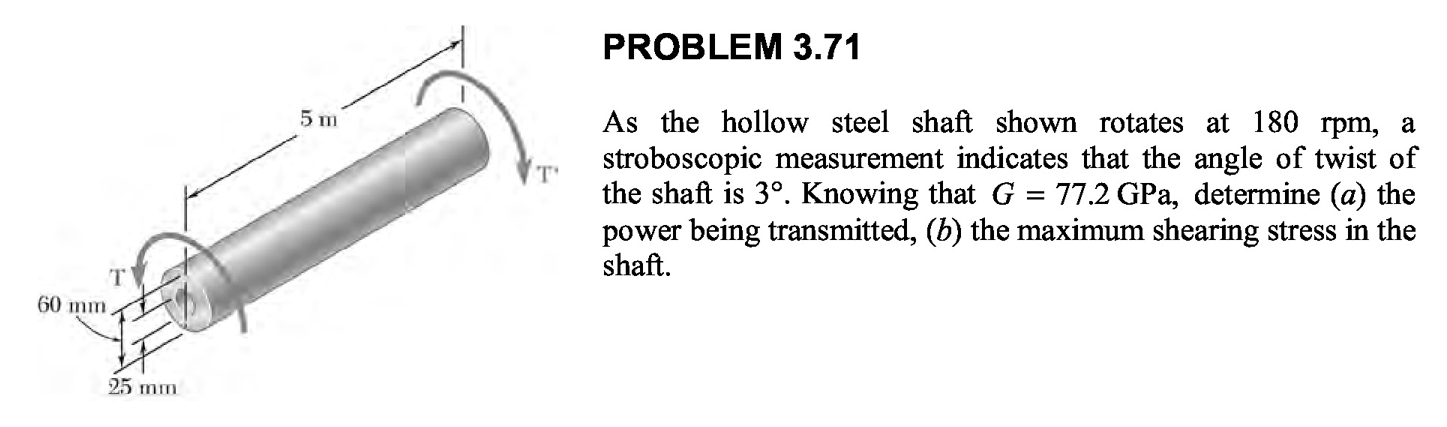 PROBLEM 3.71
As the hollow steel shaft shown rotates at 180 rpm, a
stroboscopic measurement indicates that the angle of twist of
the shaft is 3°. Knowing that G = 77.2 GPa, determine (a) the
power being transmitted, (b) the maximum shearing stress in the
shaft.
5 m
T'
T
60 mm
25 mm